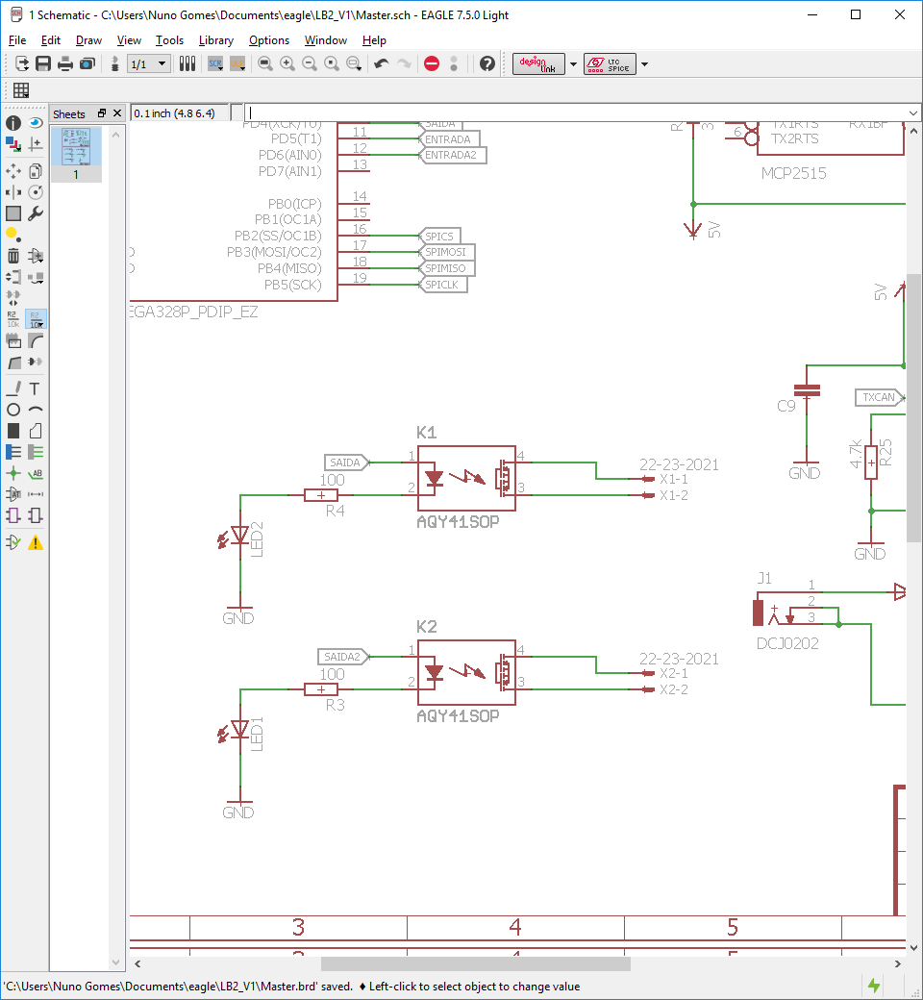 1 Schematic - C:\Users\Nuno Gomes\Documents\eagle\LB2_V1\Master.sch - EAGLE 7.5.0 Light
File Edit Draw View Tools Library Options Window Help
1/1 SCR design link LTC SPICE
Sheets
0.1 inch (4.8 6.4)
1
PD4(XCK/T0) SAIDA
PD5(T1) 11 ENTRADA
PD6(AIN0) 12 ENTRADA2
PD7(AIN1) 13
PB0(ICP) 14
PB1(OC1A) 15
PB2(SS/OC1B) 16 SPICS
PB3(MOSI/OC2) 17 SPIMOSI
PB4(MISO) 18 SPIMISO
PB5(SCK) 19 SPICLK
EGA328P_PDIP_EZ
3
6
TX1RTS RX1BF
TX2RTS
MCP2515
5V
5V
C9
GND
TXCAN
4.7k
R25
GND
K1
SAIDA 1 4
100 2 3
R4
AQY41SOP
22-23-2021
X1-1
X1-2
LED2
GND
J1
1
2
3
DCJ0202
K2
SAIDA2 1 4
100 2 3
R3
AQY41SOP
22-23-2021
X2-1
X2-2
LED1
GND
3 4 5
R2
10k
R2
10k
'C:\Users\Nuno Gomes\Documents\eagle\LB2_V1\Master.brd' saved. ♦ Left-click to select object to change value